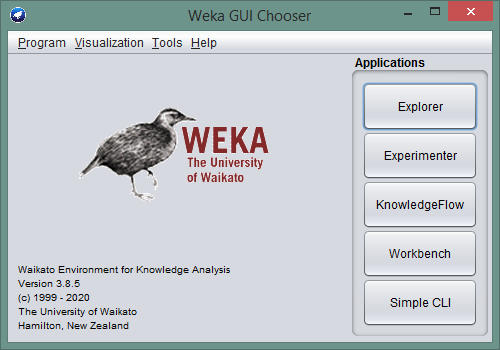 Weka GUI Chooser
Program Visualization Tools Help
Applications
Explorer
Experimenter
KnowledgeFlow
Workbench
Simple CLI
WEKA
The University
of Waikato
Waikato Environment for Knowledge Analysis
Version 3.8.5
(c) 1999 - 2020
The University of Waikato
Hamilton, New Zealand